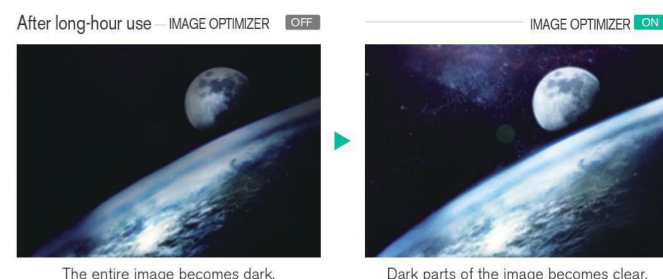 After long-hour use IMAGE OPTIMIZER OFF
IMAGE OPTIMIZER ON
The entire image becomes dark.
Dark parts of the image becomes clear.